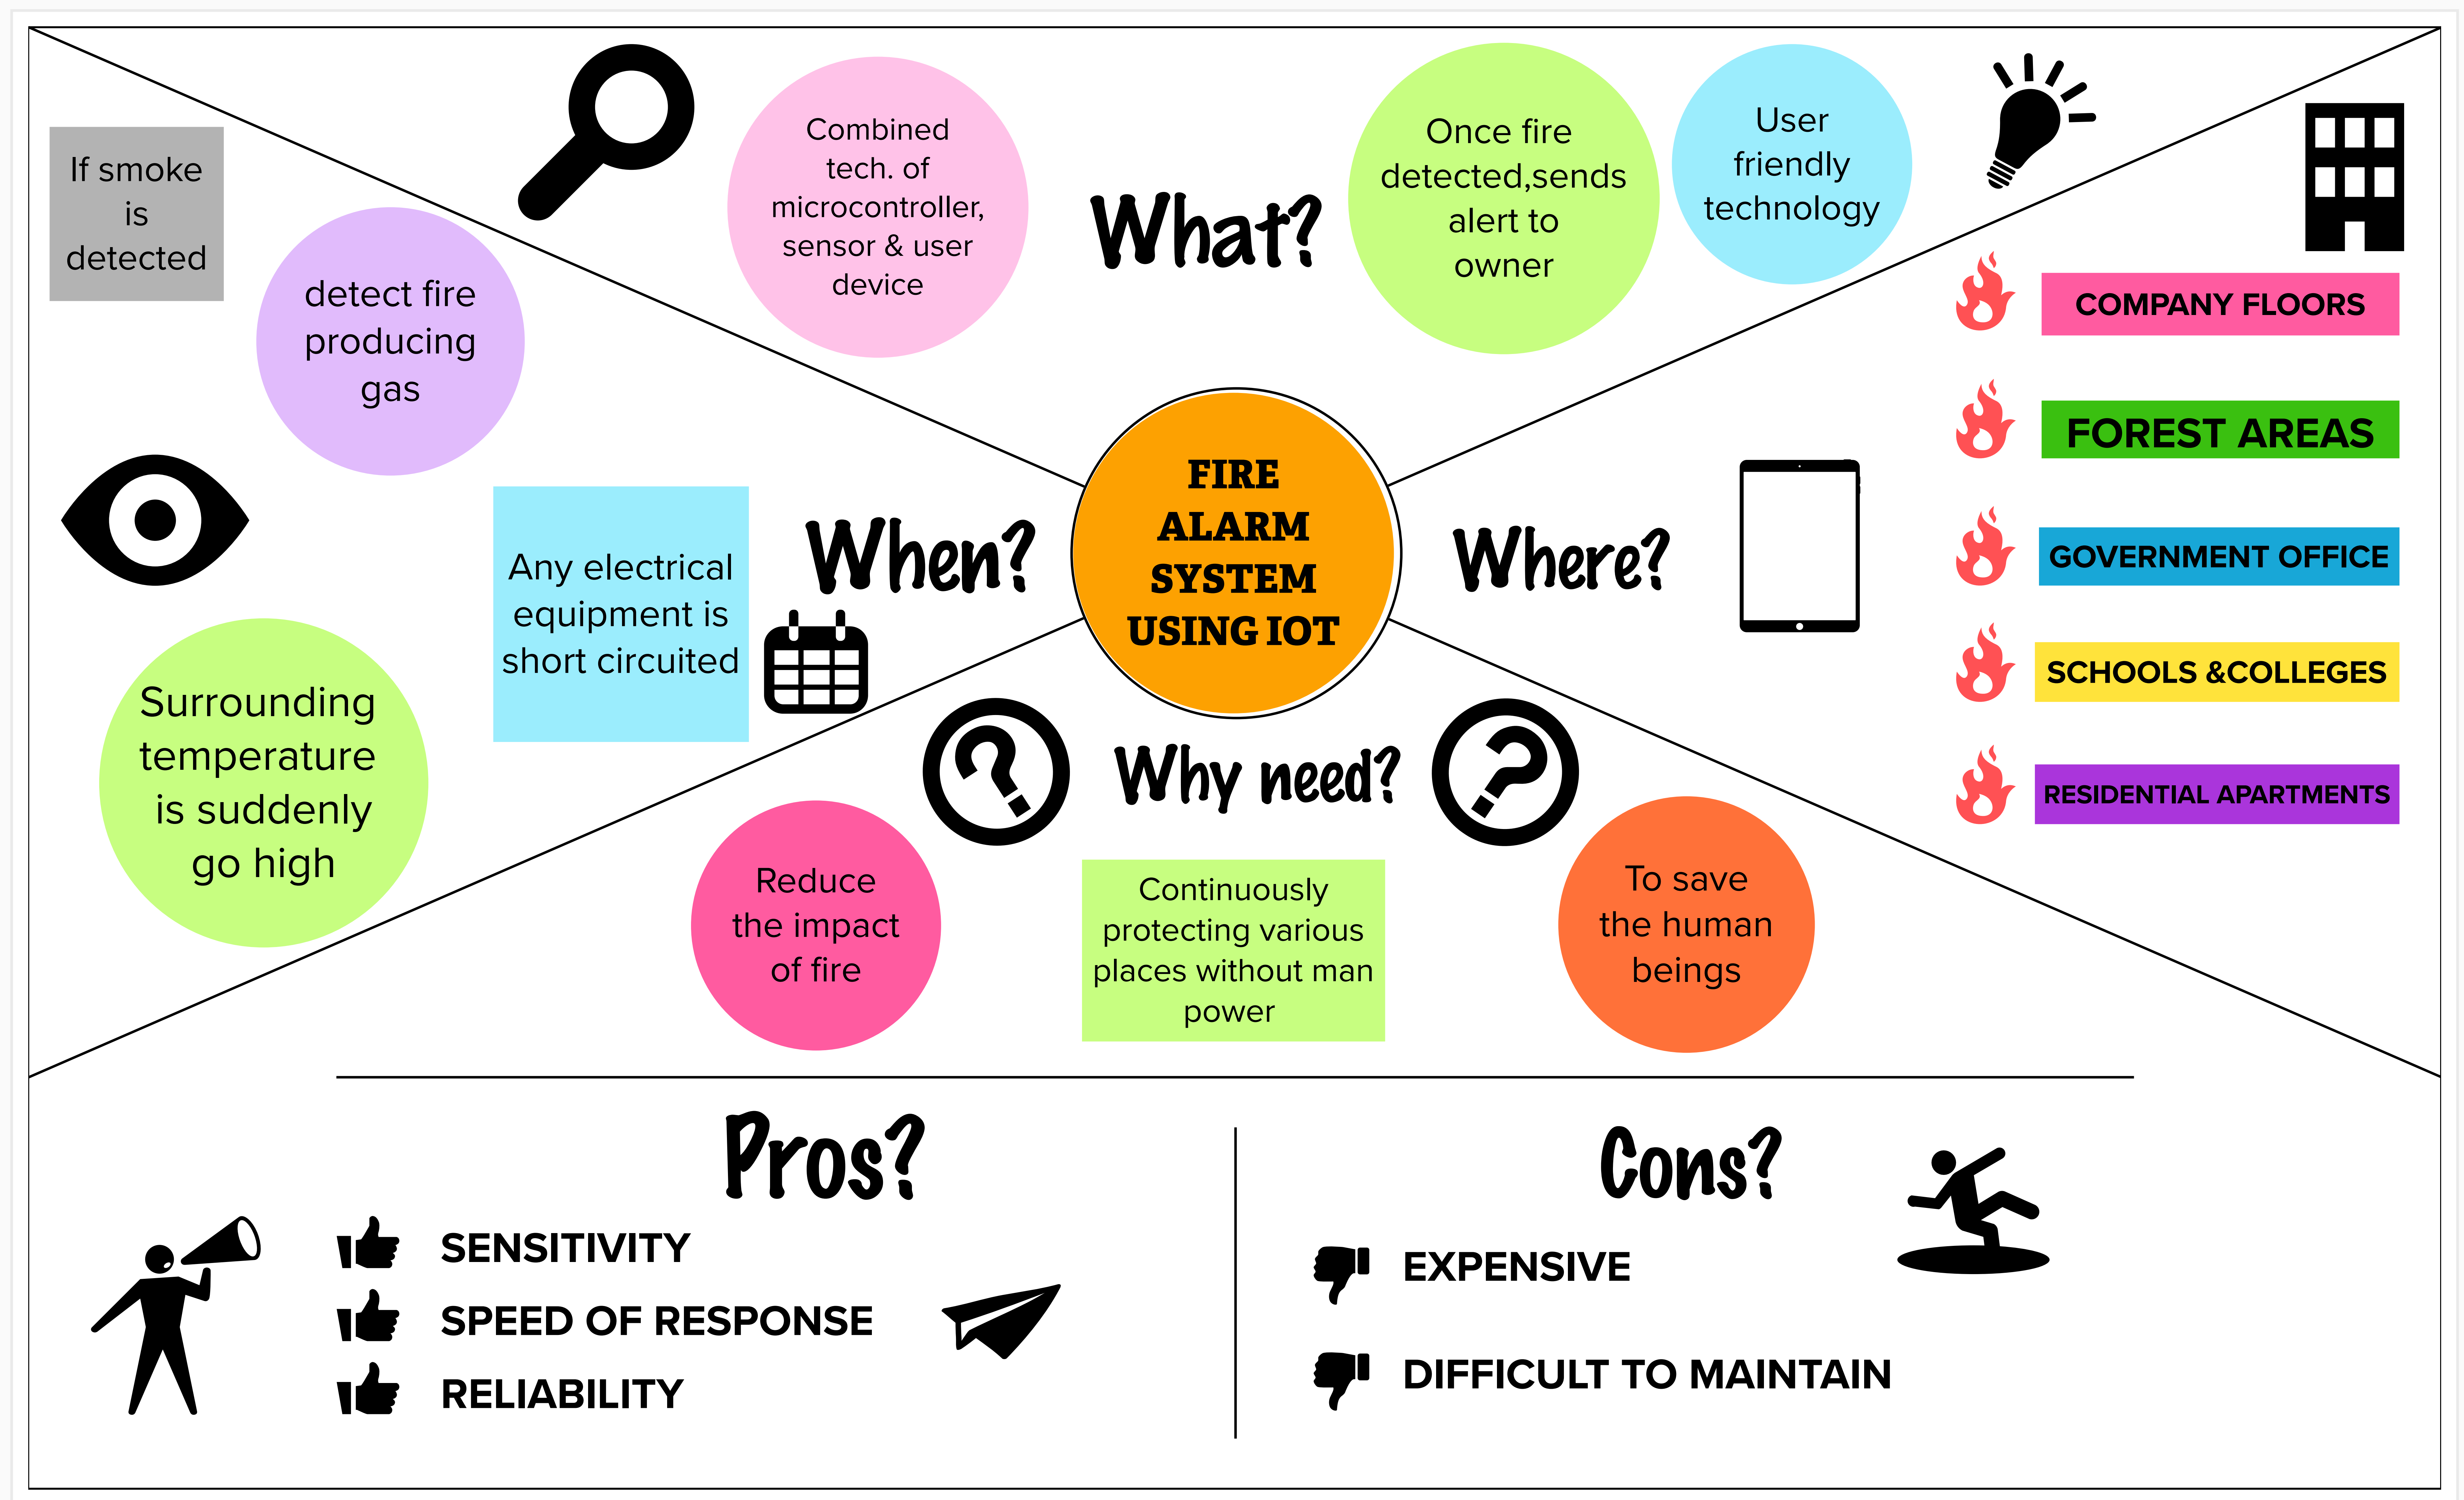 What?
Combined
tech. of
microcontroller,
sensor & user
device
Once fire
detected,sends
alert to
owner
User
friendly
technology
If smoke
is
detected
detect fire
producing
gas
When?
Any electrical
equipment is
short circuited
Surrounding
temperature
is suddenly
go high
FIRE
ALARM
SYSTEM
USING IOT
Where?
COMPANY FLOORS
FOREST AREAS
GOVERNMENT OFFICE
SCHOOLS &COLLEGES
RESIDENTIAL APARTMENTS
? Why need? ?
Reduce
the impact
of fire
Continuously
protecting various
places without man
power
To save
the human
beings
Pros?
SENSITIVITY
SPEED OF RESPONSE
RELIABILITY
Cons?
EXPENSIVE
DIFFICULT TO MAINTAIN